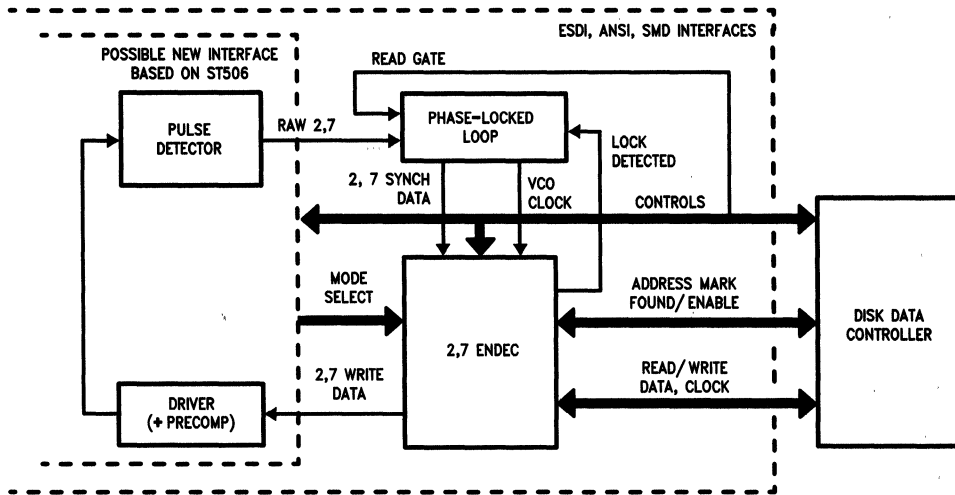 ESDI, ANSI, SMD INTERFACES
POSSIBLE NEW INTERFACE
BASED ON ST506
READ GATE
PULSE
DETECTOR
RAW 2,7
PHASE-LOCKED
LOOP
LOCK
DETECTED
2, 7 SYNCH
DATA
VCO
CLOCK
CONTROLS
MODE
SELECT
ADDRESS MARK
FOUND/ENABLE
2,7 ENDEC
DISK DATA
CONTROLLER
2,7 WRITE
DATA
READ/WRITE
DATA, CLOCK
DRIVER
(+ PRECOMP)